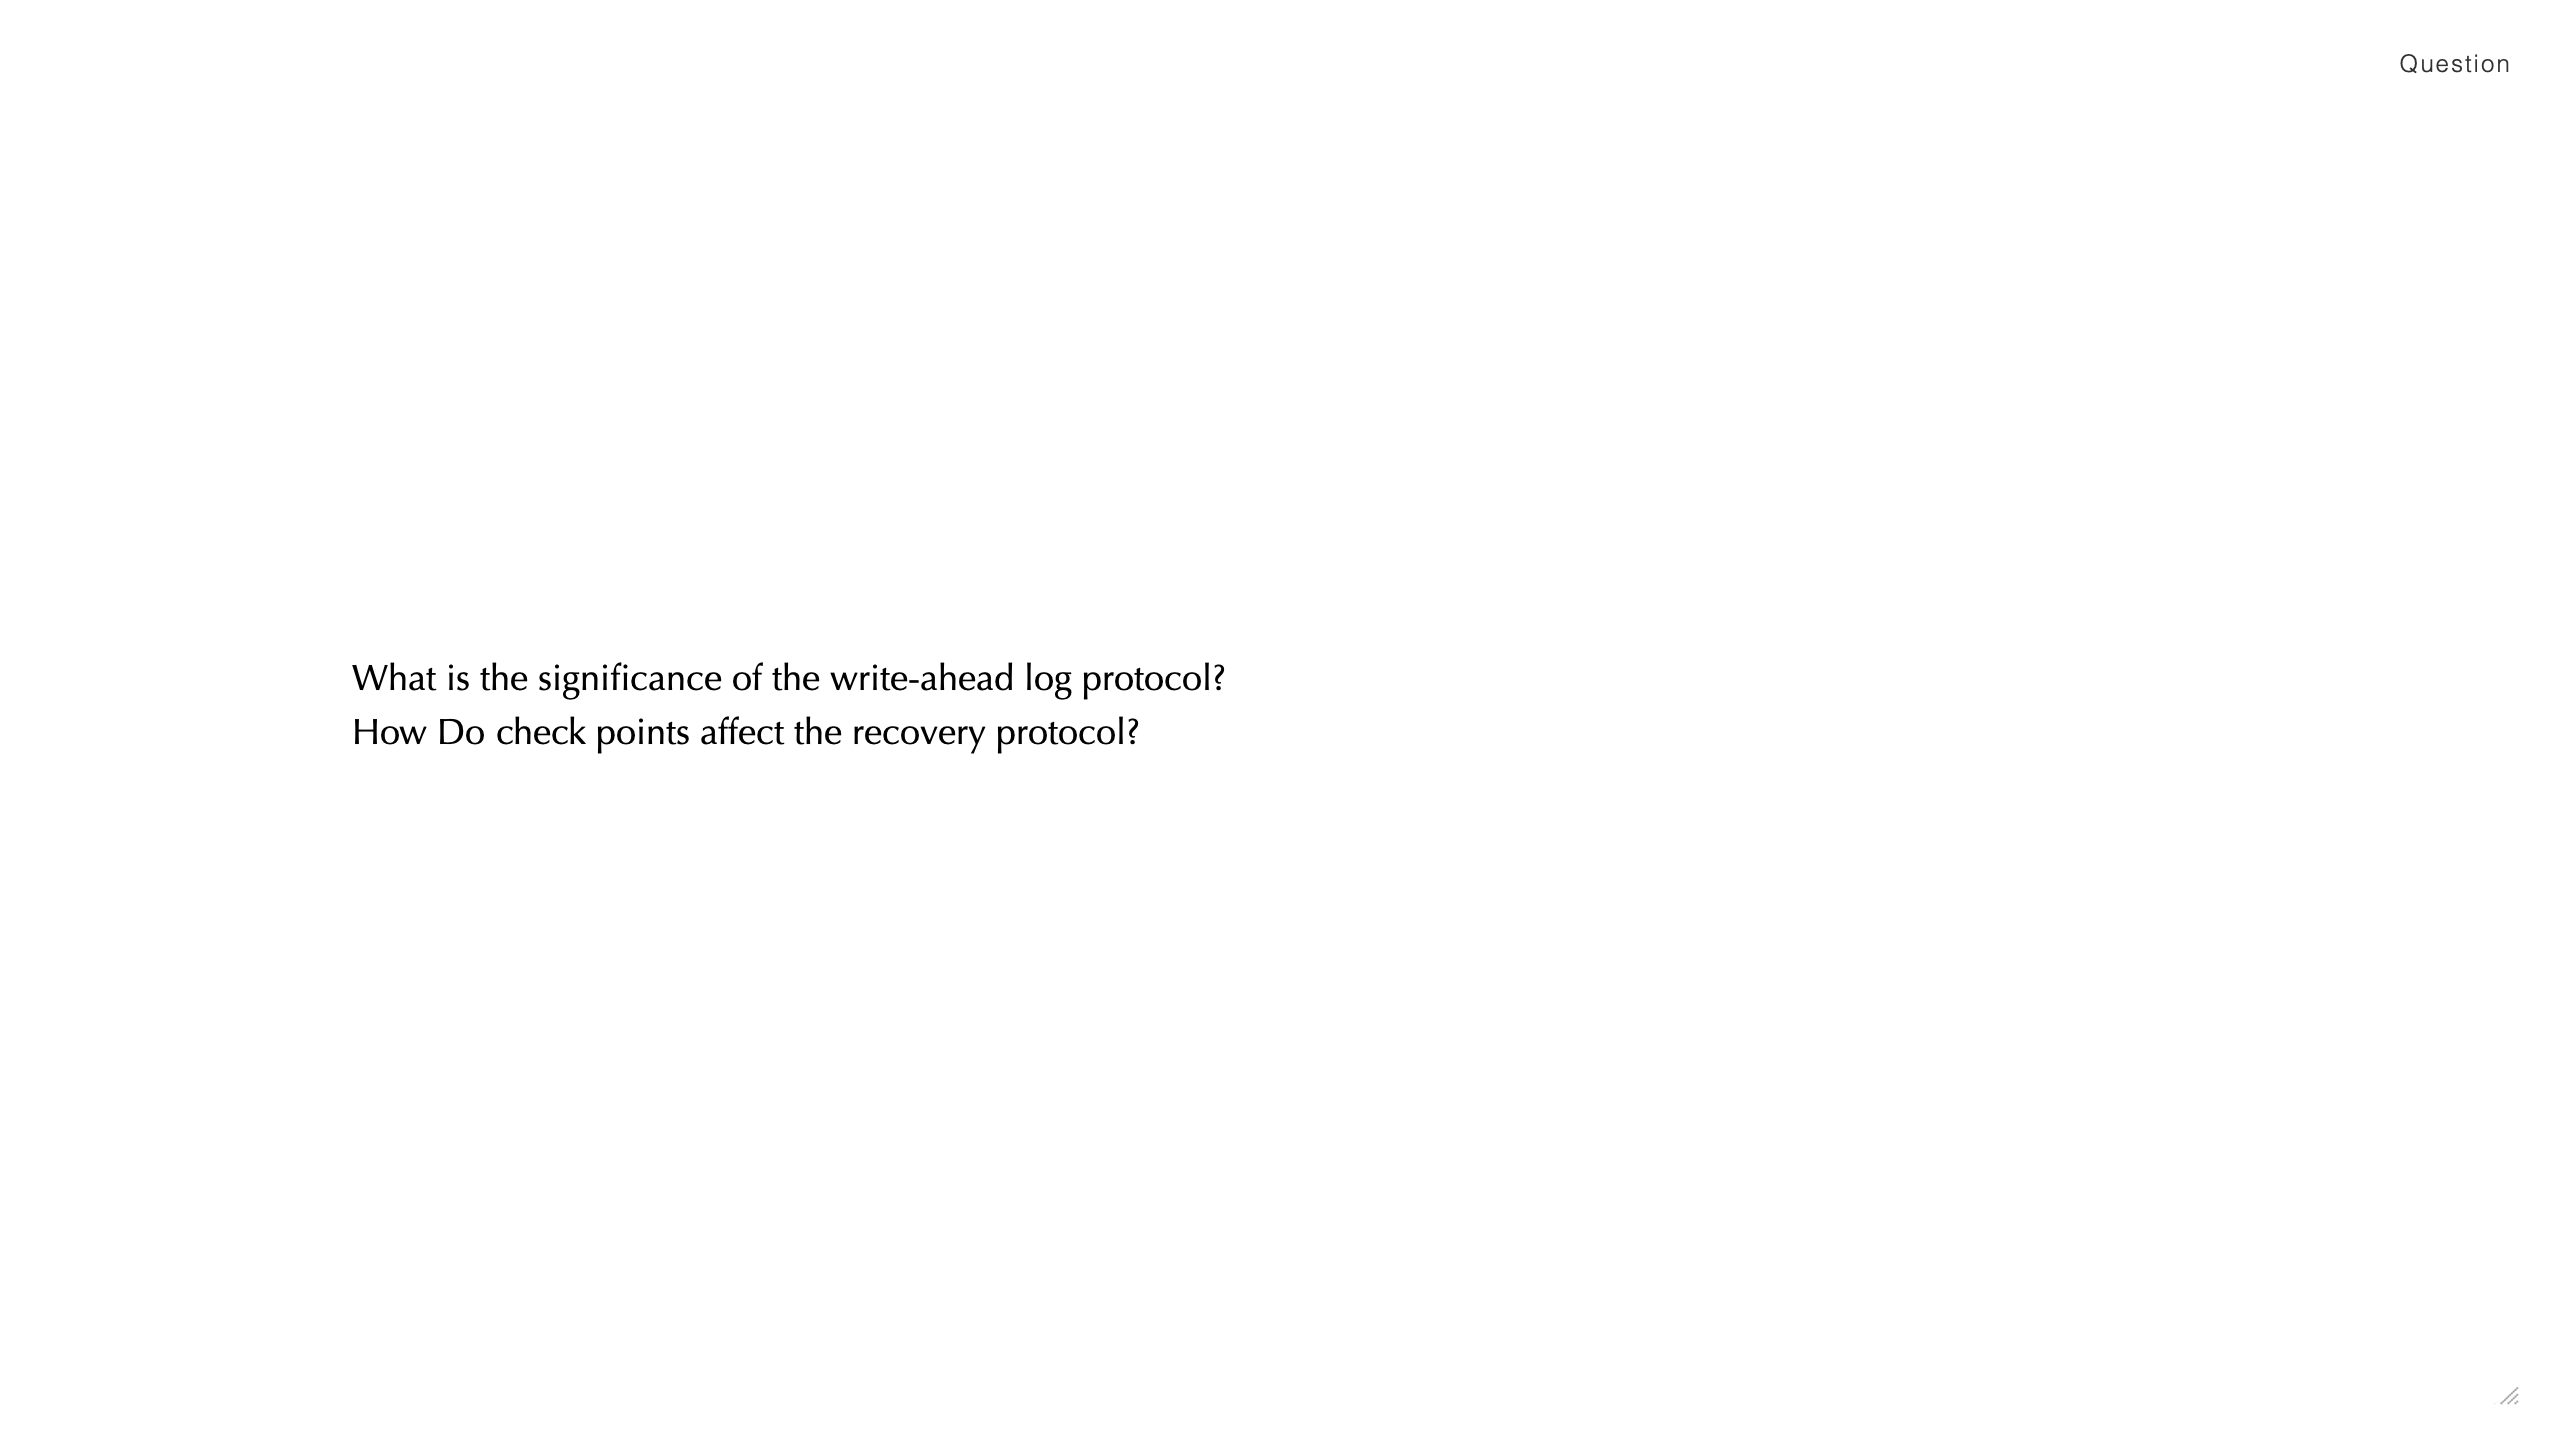 Question
What is the significance of the write-ahead log protocol?
How Do check points affect the recovery protocol?